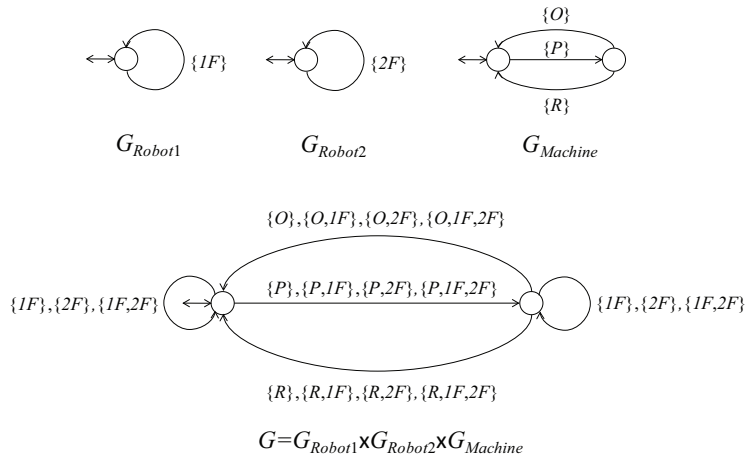 {O}
{1F}
{2F}
{P}
{R}
G_Robot1
G_Robot2
G_Machine
{O},{O,1F},{O,2F},{O,1F,2F}
{1F},{2F},{1F,2F}
{P},{P,1F},{P,2F},{P,1F,2F}
{1F},{2F},{1F,2F}
{R},{R,1F},{R,2F},{R,1F,2F}
G=G_Robot1xG_Robot2xG_Machine